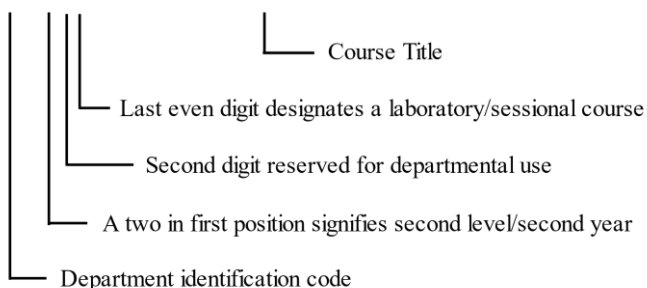 Course Title
Last even digit designates a laboratory/sessional course
Second digit reserved for departmental use
A two in first position signifies second level/second year
Department identification code